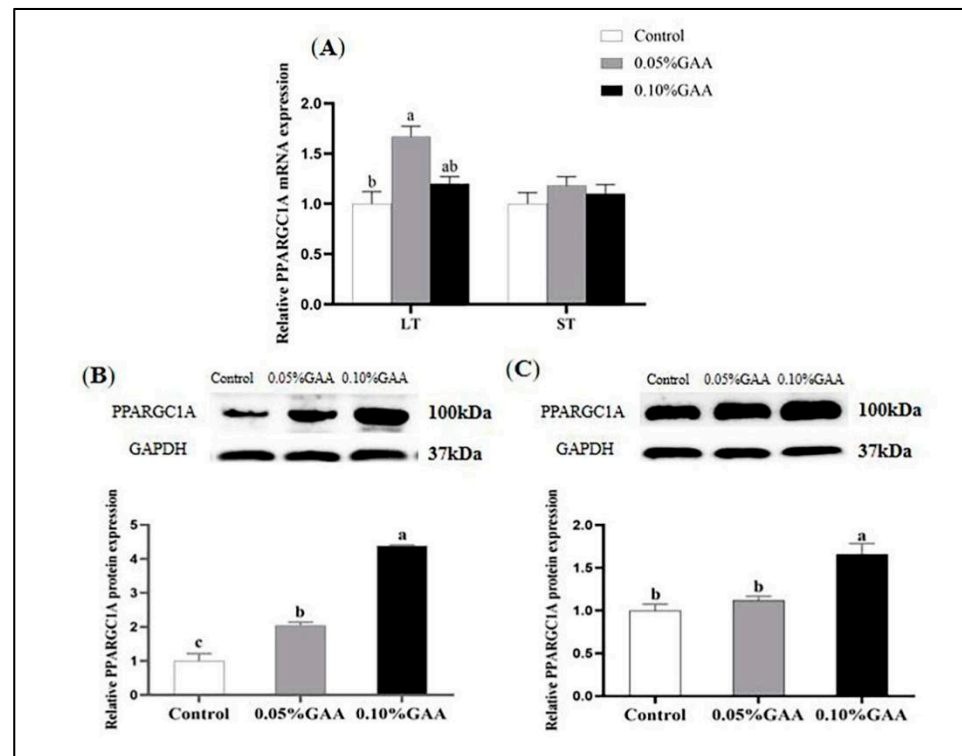 (A)
Control
0.05%GAA
0.10%GAA
Relative PPARGC1A mRNA expression
2.0
1.5
1.0
0.5
0.0
a
b
ab
LT
ST
(B)
Control 0.05%GAA 0.10%GAA
PPARGC1A 100kDa
GAPDH 37kDa
Relative PPARGC1A protein expression
5
4
3
2
1
0
c
b
a
Control 0.05%GAA 0.10%GAA
(C)
Control 0.05%GAA 0.10%GAA
PPARGC1A 100kDa
GAPDH 37kDa
Relative PPARGC1A protein expression
2.0
1.5
1.0
0.5
0.0
b
b
a
Control 0.05%GAA 0.10%GAA